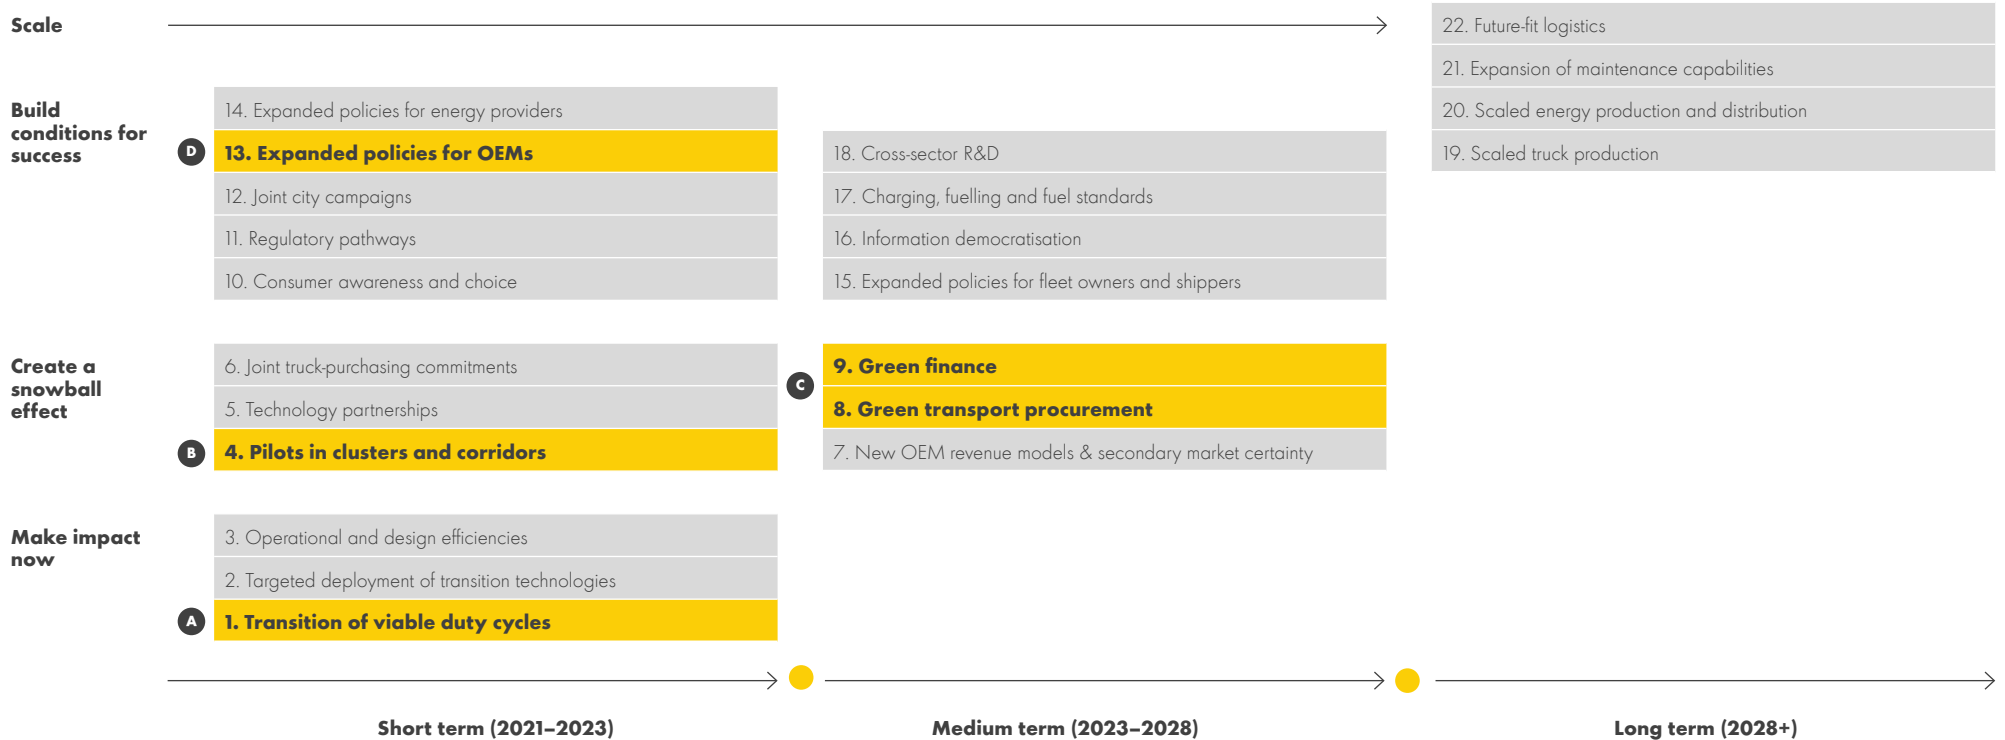 Scale
22. Future-fit logistics
21. Expansion of maintenance capabilities
20. Scaled energy production and distribution
19. Scaled truck production
Build
conditions for
success
14. Expanded policies for energy providers
D
13. Expanded policies for OEMs
12. Joint city campaigns
11. Regulatory pathways
10. Consumer awareness and choice
18. Cross-sector R&D
17. Charging, fuelling and fuel standards
16. Information democratisation
15. Expanded policies for fleet owners and shippers
Create a
snowball
effect
6. Joint truck-purchasing commitments
5. Technology partnerships
B
4. Pilots in clusters and corridors
C
9. Green finance
8. Green transport procurement
7. New OEM revenue models & secondary market certainty
Make impact
now
3. Operational and design efficiencies
2. Targeted deployment of transition technologies
A
1. Transition of viable duty cycles
Short term (2021–2023)
Medium term (2023–2028)
Long term (2028+)